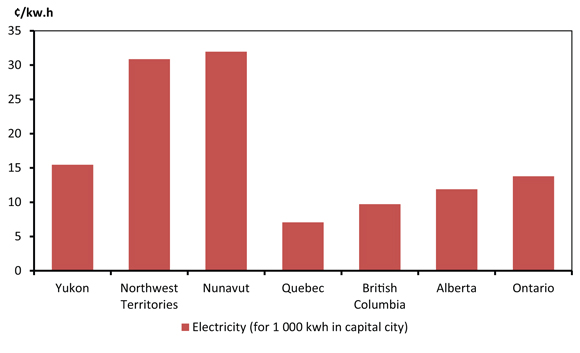 ¢/kw.h
35
30
25
20
15
10
5
0
Yukon
Northwest
Territories
Nunavut
Quebec
British
Columbia
Alberta
Ontario
Electricity (for 1 000 kwh in capital city)